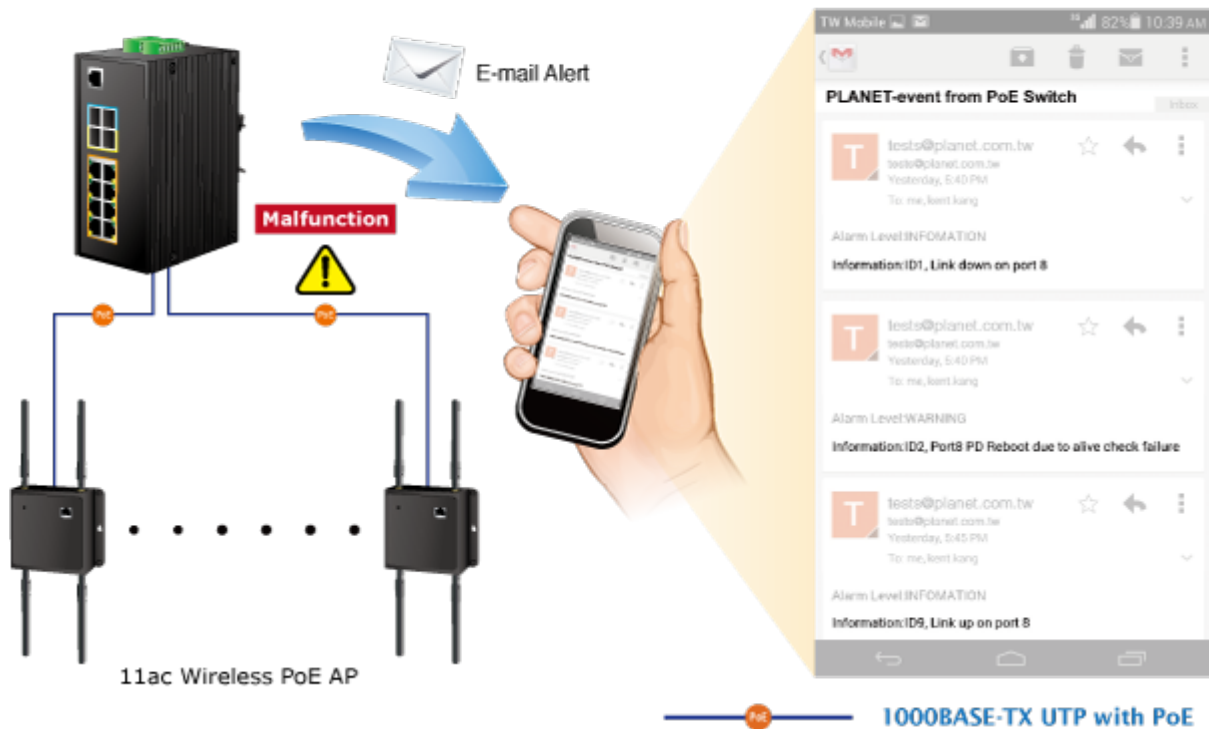 E-mail Alert
Malfunction
PoE
PoE
11ac Wireless PoE AP
TW Mobile
3G
82%
10:39 AM
PLANET-event from PoE Switch
Inbox
T
tests@planet.com.tw
tests@planet.com.tw
Yesterday, 5:40 PM
To: me, kent.kang
Alarm Level:INFOMATION
Information:ID1, Link down on port 8
T
tests@planet.com.tw
tests@planet.com.tw
Yesterday, 5:40 PM
To: me, kent.kang
Alarm Level:WARNING
Information:ID2, Port8 PD Reboot due to alive check failure
T
tests@planet.com.tw
tests@planet.com.tw
Yesterday, 5:45 PM
To: me, kent.kang
Alarm Level:INFOMATION
Information:ID9, Link up on port 8
PoE
1000BASE-TX UTP with PoE